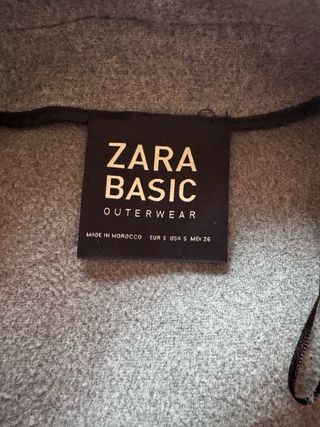 ZARA
BASIC
OUTERWEAR
MADE IN MOROCCO EUR S USA S MEX 26